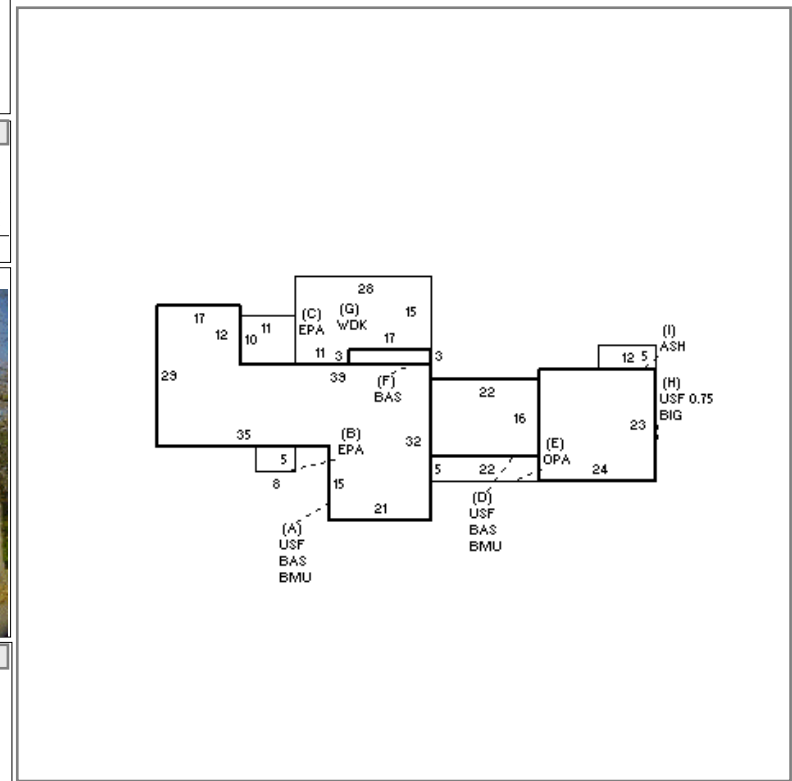 28
17
12
11
10
(C)
EPA
(G)
WDK
15
17
11
3
3
(I)
ASH
12
5
29
39
(F)
BAS
22
16
(H)
USF 0.75
BIG
23
35
(B)
EPA
5
8
15
32
21
(E)
OPA
5
22
24
(A)
USF
BAS
BMU
(D)
USF
BAS
BMU